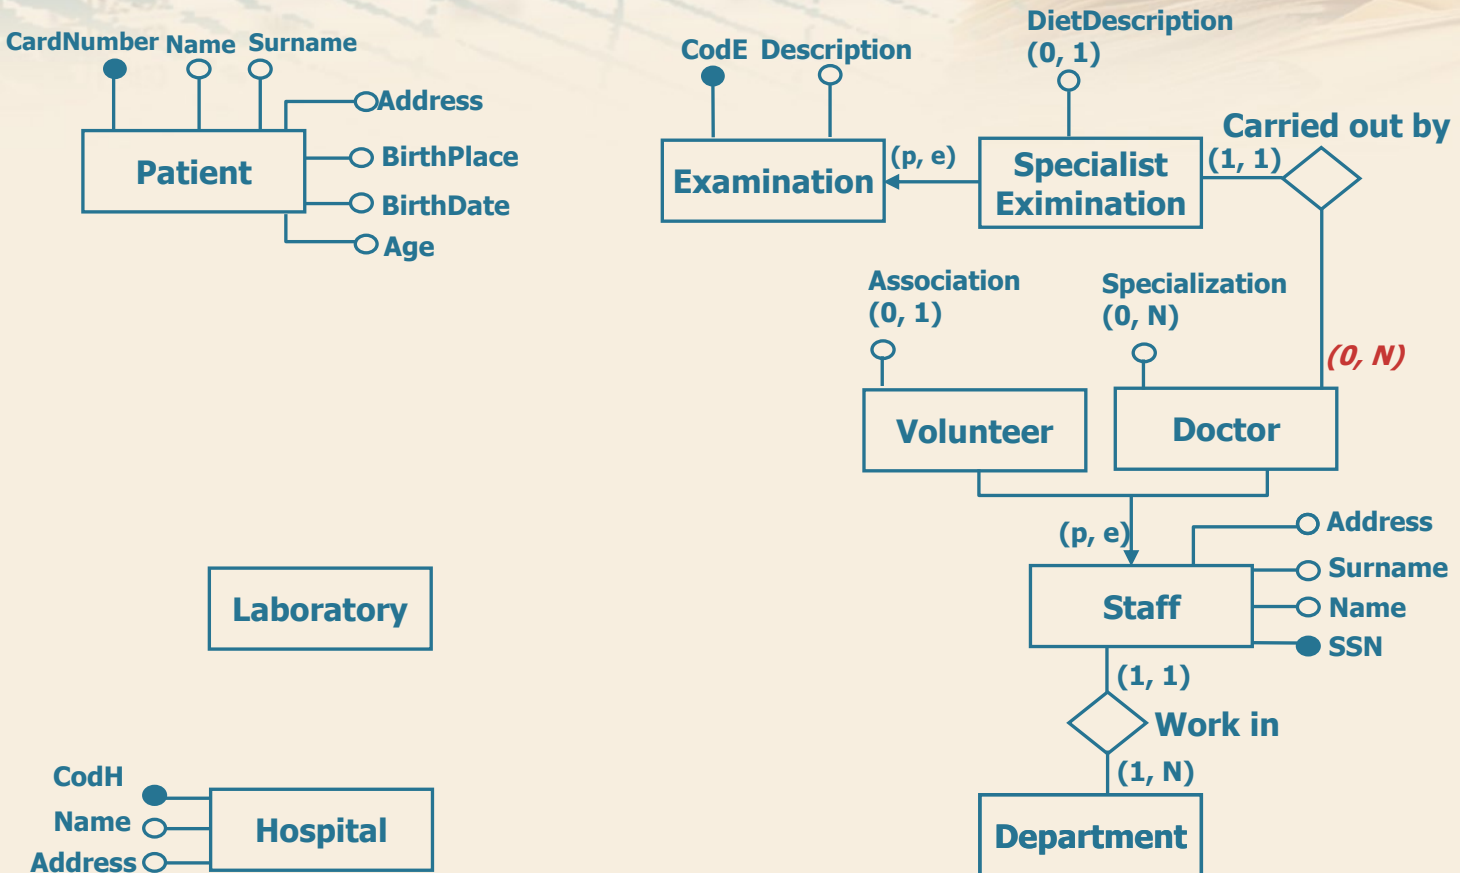 CardNumber Name Surname
Address
BirthPlace
BirthDate
Age
Patient
CodE Description
Examination
(p, e)
DietDescription
(0, 1)
Specialist
Eximination
(1, 1)
Carried out by
(0, N)
Association
(0, 1)
Volunteer
Specialization
(0, N)
Doctor
(p, e)
Staff
Address
Surname
Name
SSN
(1, 1)
Work in
(1, N)
Department
Laboratory
CodH
Name
Address
Hospital